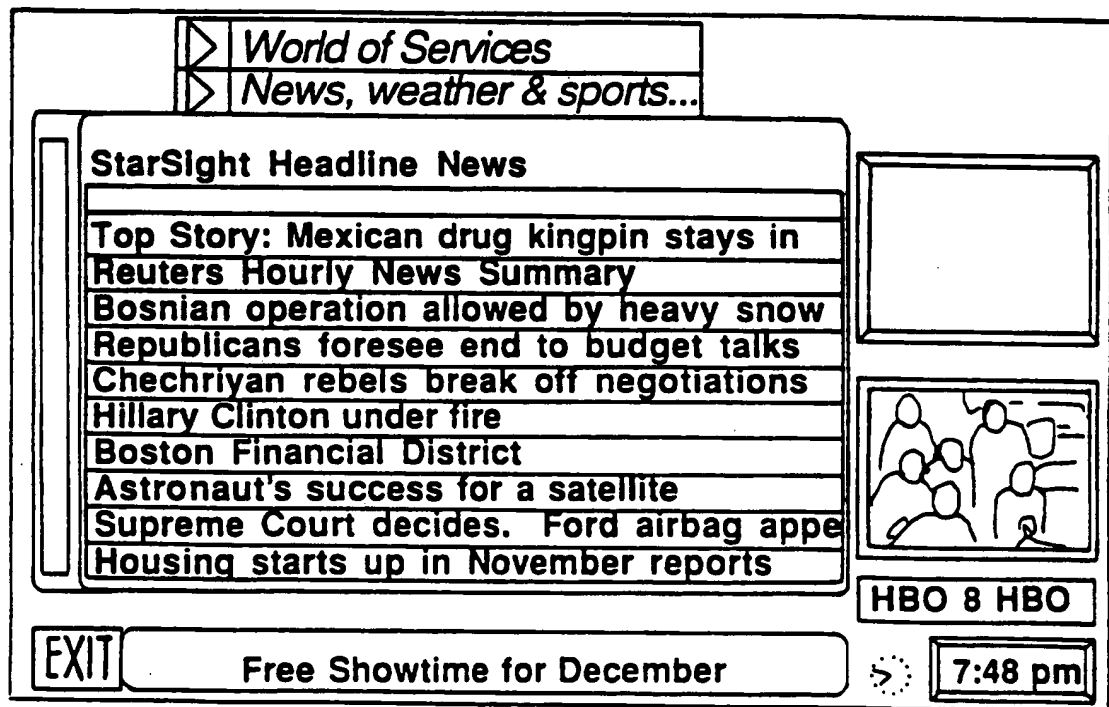 World of Services
News, weather & sports...
StarSight Headline News
Top Story: Mexican drug kingpin stays in
Reuters Hourly News Summary
Bosnian operation allowed by heavy snow
Republicans foresee end to budget talks
Chechriyan rebels break off negotiations
Hillary Clinton under fire
Boston Financial District
Astronaut's success for a satellite
Supreme Court decides. Ford airbag appe
Housing starts up in November reports
HBO 8 HBO
EXIT
Free Showtime for December
7:48 pm